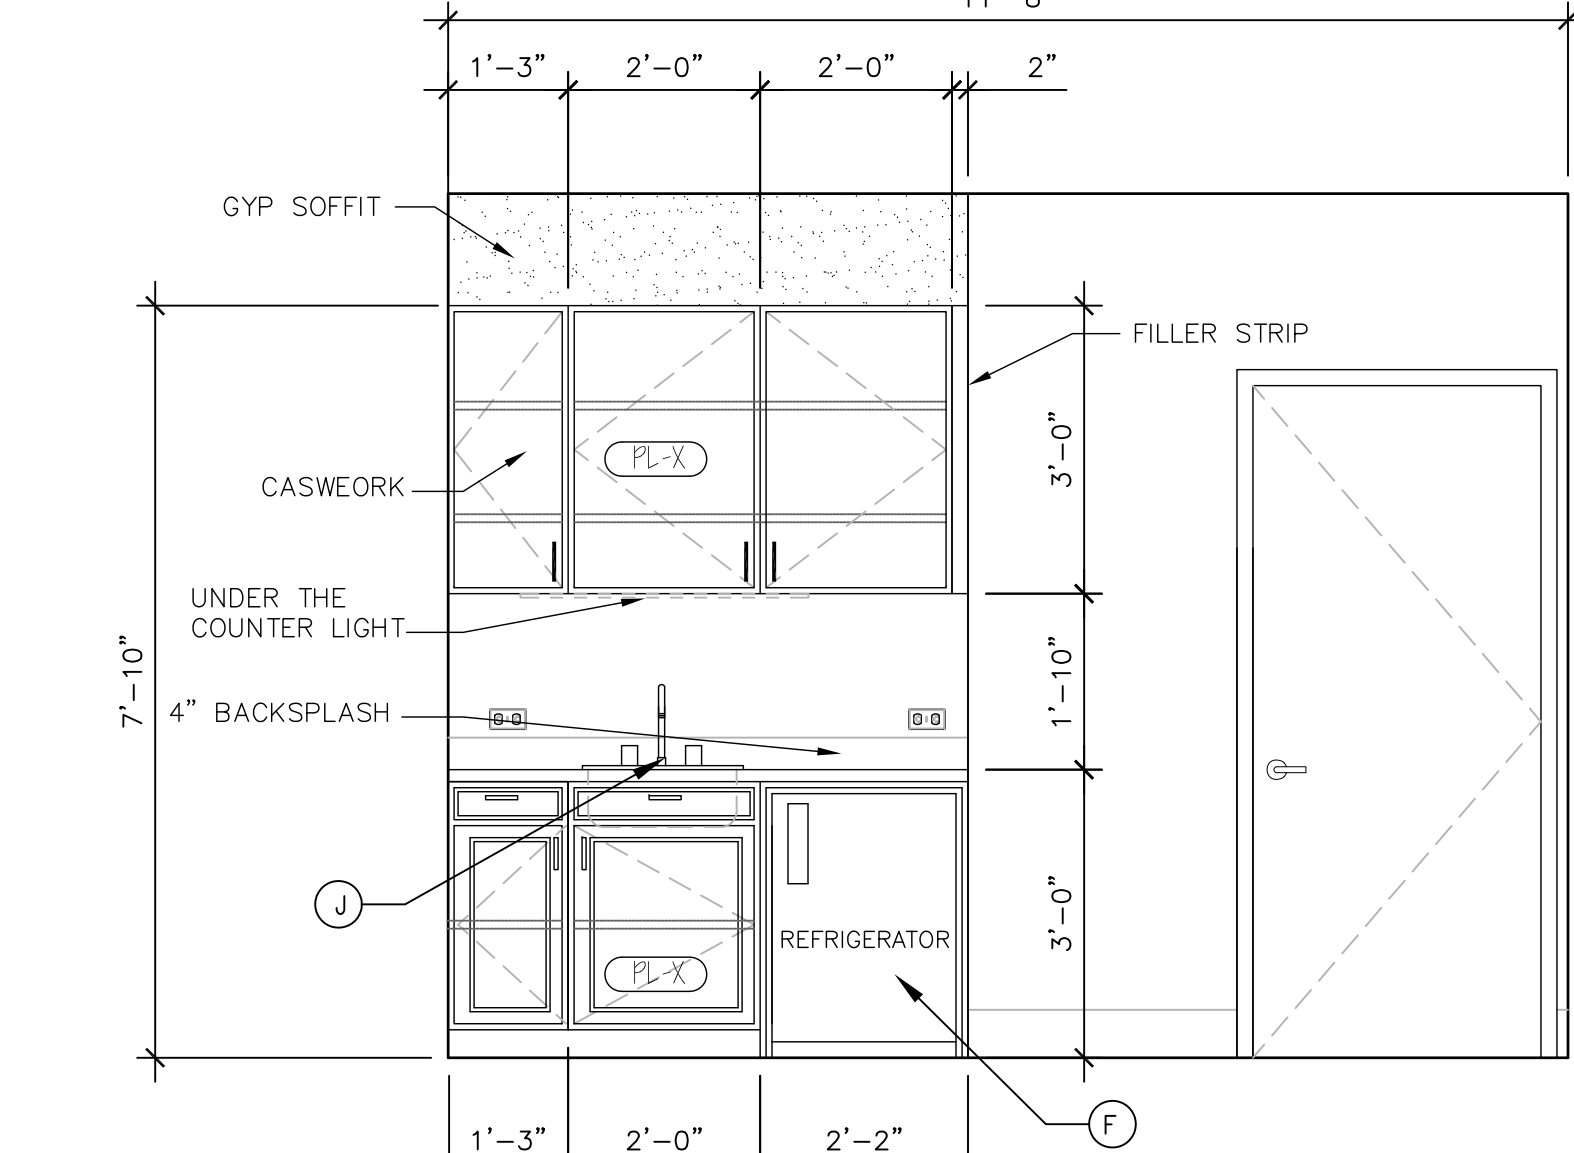 1'-3"
2'-0"
2'-0"
2"
GYP SOFFIT
FILLER STRIP
3'-0"
PL-X
CASWEORK
UNDER THE
COUNTER LIGHT
7'-10"
1'-10"
4" BACKSPLASH
J
3'-0"
REFRIGERATOR
PL-X
F
1'-3"
2'-0"
2'-2"